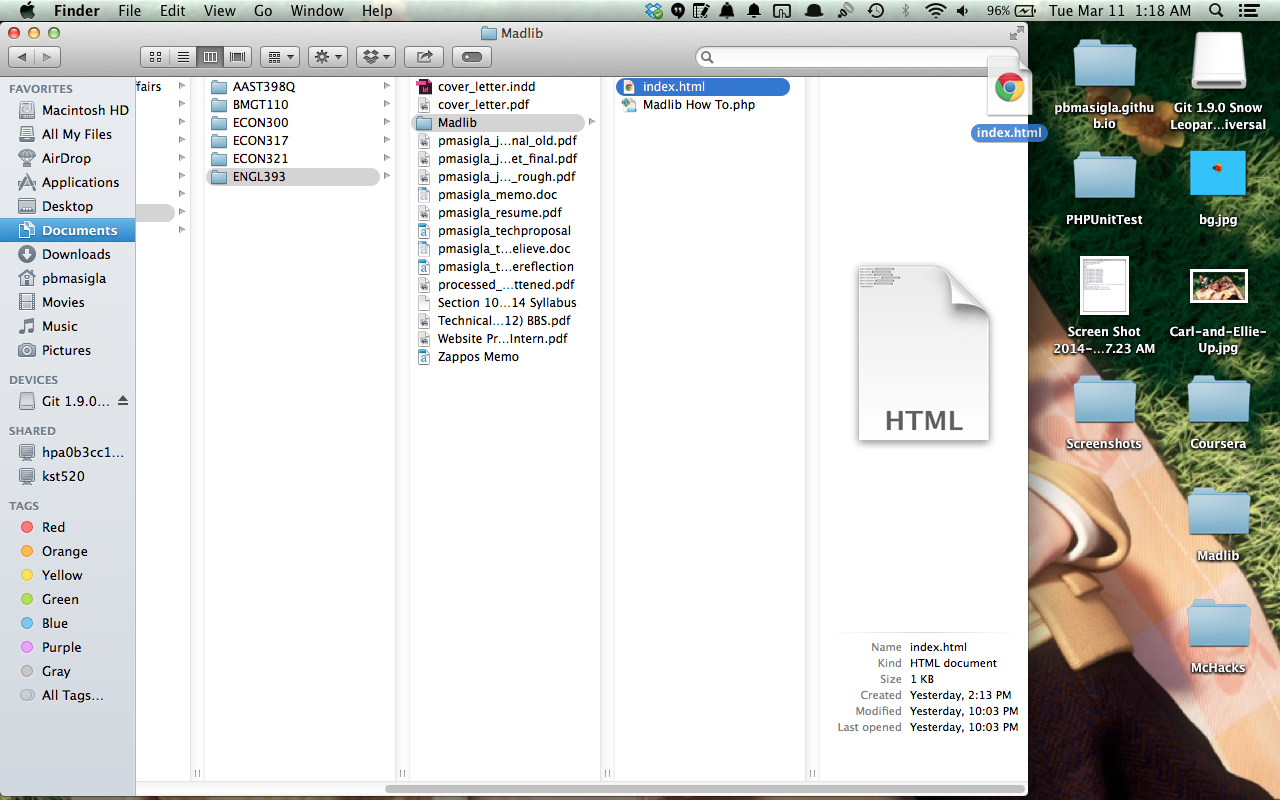 Finder File Edit View Go Window Help
96% Tue Mar 11 1:18 AM
Madlib
FAVORITES
Macintosh HD
All My Files
AirDrop
Applications
Desktop
Documents
Downloads
pbmasigla
Movies
Music
Pictures
DEVICES
Git 1.9.0...
SHARED
hpa0b3cc1...
kst520
TAGS
Red
Orange
Yellow
Green
Blue
Purple
Gray
All Tags...
fairs
AAST398Q
BMGT110
ECON300
ECON317
ECON321
ENGL393
cover_letter.indd
cover_letter.pdf
Madlib
pmasigla_j...nal_old.pdf
pmasigla_j...et_final.pdf
pmasigla_j..._rough.pdf
pmasigla_memo.doc
pmasigla_resume.pdf
pmasigla_techproposal
pmasigla_t...elieve.doc
pmasigla_t...ereflection
processed_...ttened.pdf
Section 10...14 Syllabus
Technical...12) BBS.pdf
Website Pr...Intern.pdf
Zappos Memo
index.html
Madlib How To.php
HTML
Name index.html
Kind HTML document
Size 1 KB
Created Yesterday, 2:13 PM
Modified Yesterday, 10:03 PM
Last opened Yesterday, 10:03 PM
index.html
pbmasigla.githu
b.io
Git 1.9.0 Snow
Leopar...iversal
PHPUnitTest
bg.jpg
Screen Shot
2014-...7.23 AM
Carl-and-Ellie-
Up.jpg
Screenshots
Coursera
Madlib
McHacks